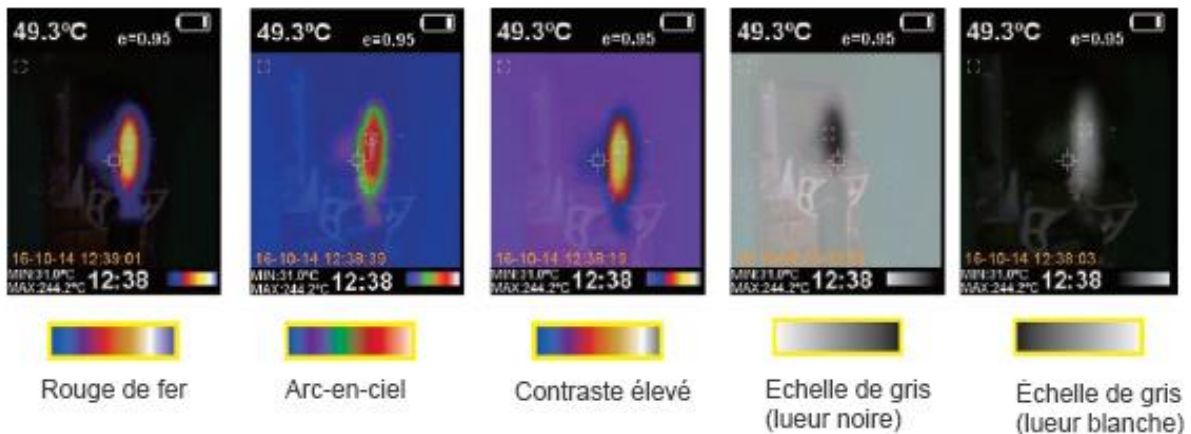 49.3°C e=0.95
16-10-14 12:39:01
MIN:31.0°C
MAX:244.2°C 12:38
Rouge de fer
49.3°C e=0.95
16-10-14 12:38:39
MIN:31.0°C
MAX:244.2°C 12:38
Arc-en-ciel
49.3°C e=0.95
16-10-14 12:38:19
MIN:31.0°C
MAX:244.2°C 12:38
Contraste élevé
49.3°C e=0.95
16-10-14
MIN:31.0°C
MAX:244.2°C 12:38
Echelle de gris
(lueur noire)
49.3°C e=0.95
16-10-14 12:38:03
MIN:31.0°C
MAX:244.2°C 12:38
Échelle de gris
(lueur blanche)